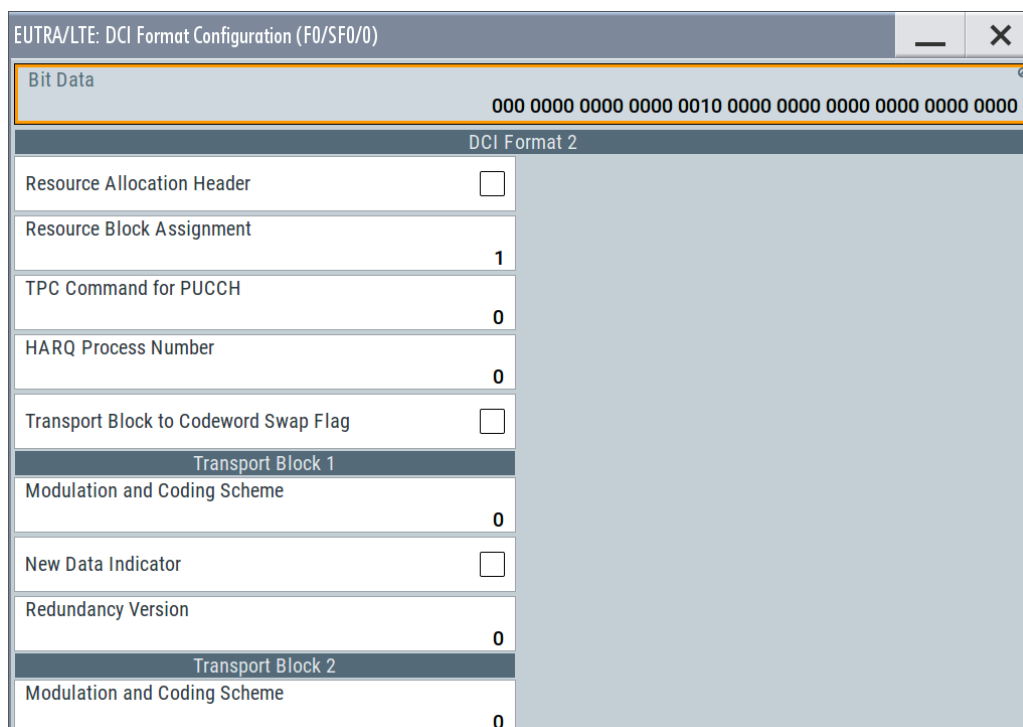 EUTRA/LTE: DCI Format Configuration (F0/SF0/0)
Bit Data
000 0000 0000 0000 0010 0000 0000 0000 0000 0000 0000
DCI Format 2
Resource Allocation Header
Resource Block Assignment
1
TPC Command for PUCCH
0
HARQ Process Number
0
Transport Block to Codeword Swap Flag
Transport Block 1
Modulation and Coding Scheme
0
New Data Indicator
Redundancy Version
0
Transport Block 2
Modulation and Coding Scheme
0